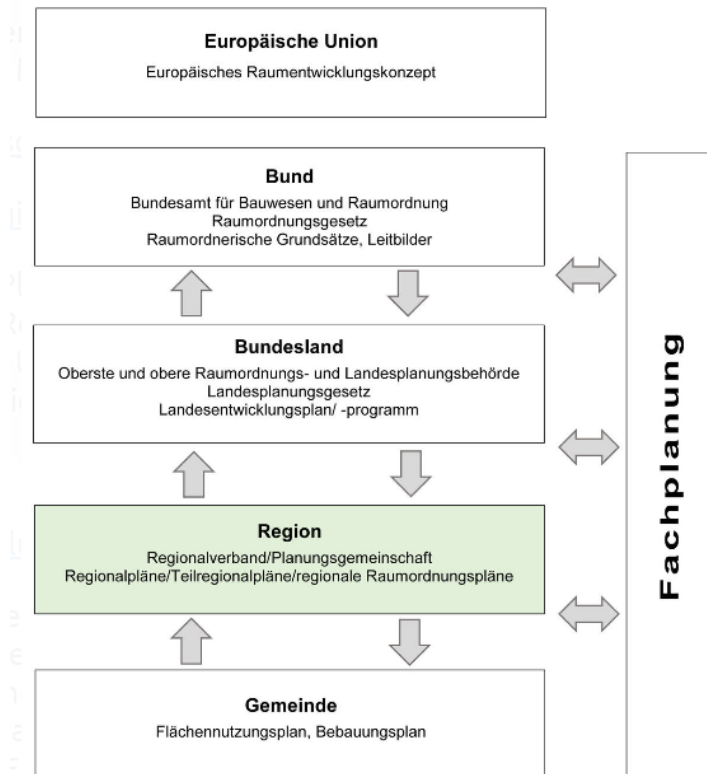 Europäische Union
Europäisches Raumentwicklungskonzept
Bund
Bundesamt für Bauwesen und Raumordnung
Raumordnungsgesetz
Raumordnerische Grundsätze, Leitbilder
Bundesland
Oberste und obere Raumordnungs- und Landesplanungsbehörde
Landesplanungsgesetz
Landesentwicklungsplan/ -programm
Region
Regionalverband/Planungsgemeinschaft
Regionalpläne/Teilregionalpläne/regionale Raumordnungspläne
Gemeinde
Flächennutzungsplan, Bebauungsplan
Fachplanung